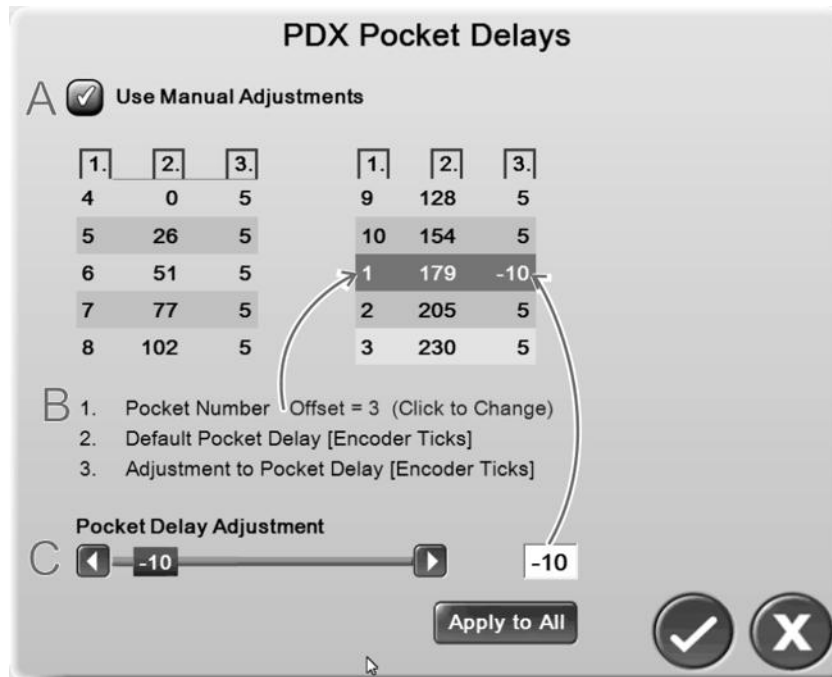 PDX Pocket Delays
A Use Manual Adjustments
1. 2. 3. 1. 2. 3.
4 0 5 9 128 5
5 26 5 10 154 5
6 51 5 1 179 -10
7 77 5 2 205 5
8 102 5 3 230 5
B 1. Pocket Number Offset = 3 (Click to Change)
2. Default Pocket Delay [Encoder Ticks]
3. Adjustment to Pocket Delay [Encoder Ticks]
Pocket Delay Adjustment
C -10 -10
Apply to All
X